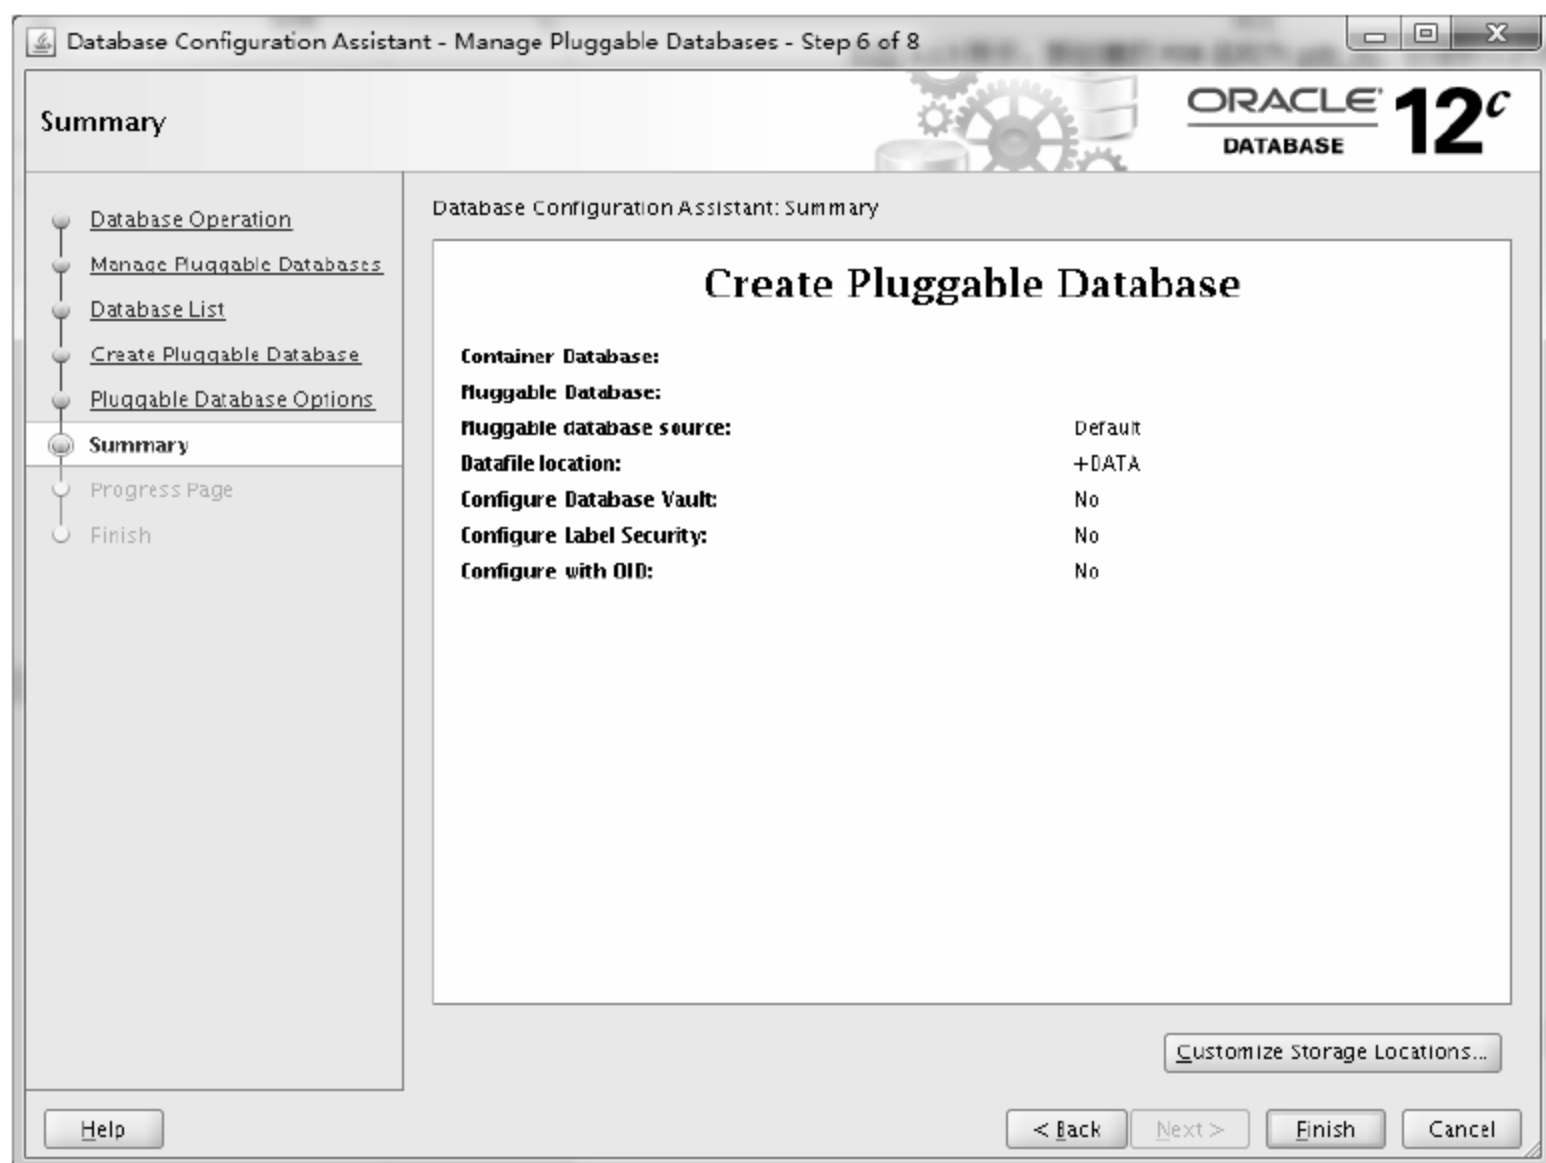 Database Configuration Assistant - Manage Pluggable Databases - Step 6 of 8
Summary
ORACLE
DATABASE
12c
Database Operation
Manage Pluggable Databases
Database List
Create Pluggable Database
Pluggable Database Options
Summary
Progress Page
Finish
Database Configuration Assistant: Summary
Create Pluggable Database
Container Database:
Pluggable Database:
Pluggable database source: Default
Datafile location: +DATA
Configure Database Vault: No
Configure Label Security: No
Configure with OID: No
Customize Storage Locations...
Help
< Back
Next >
Finish
Cancel